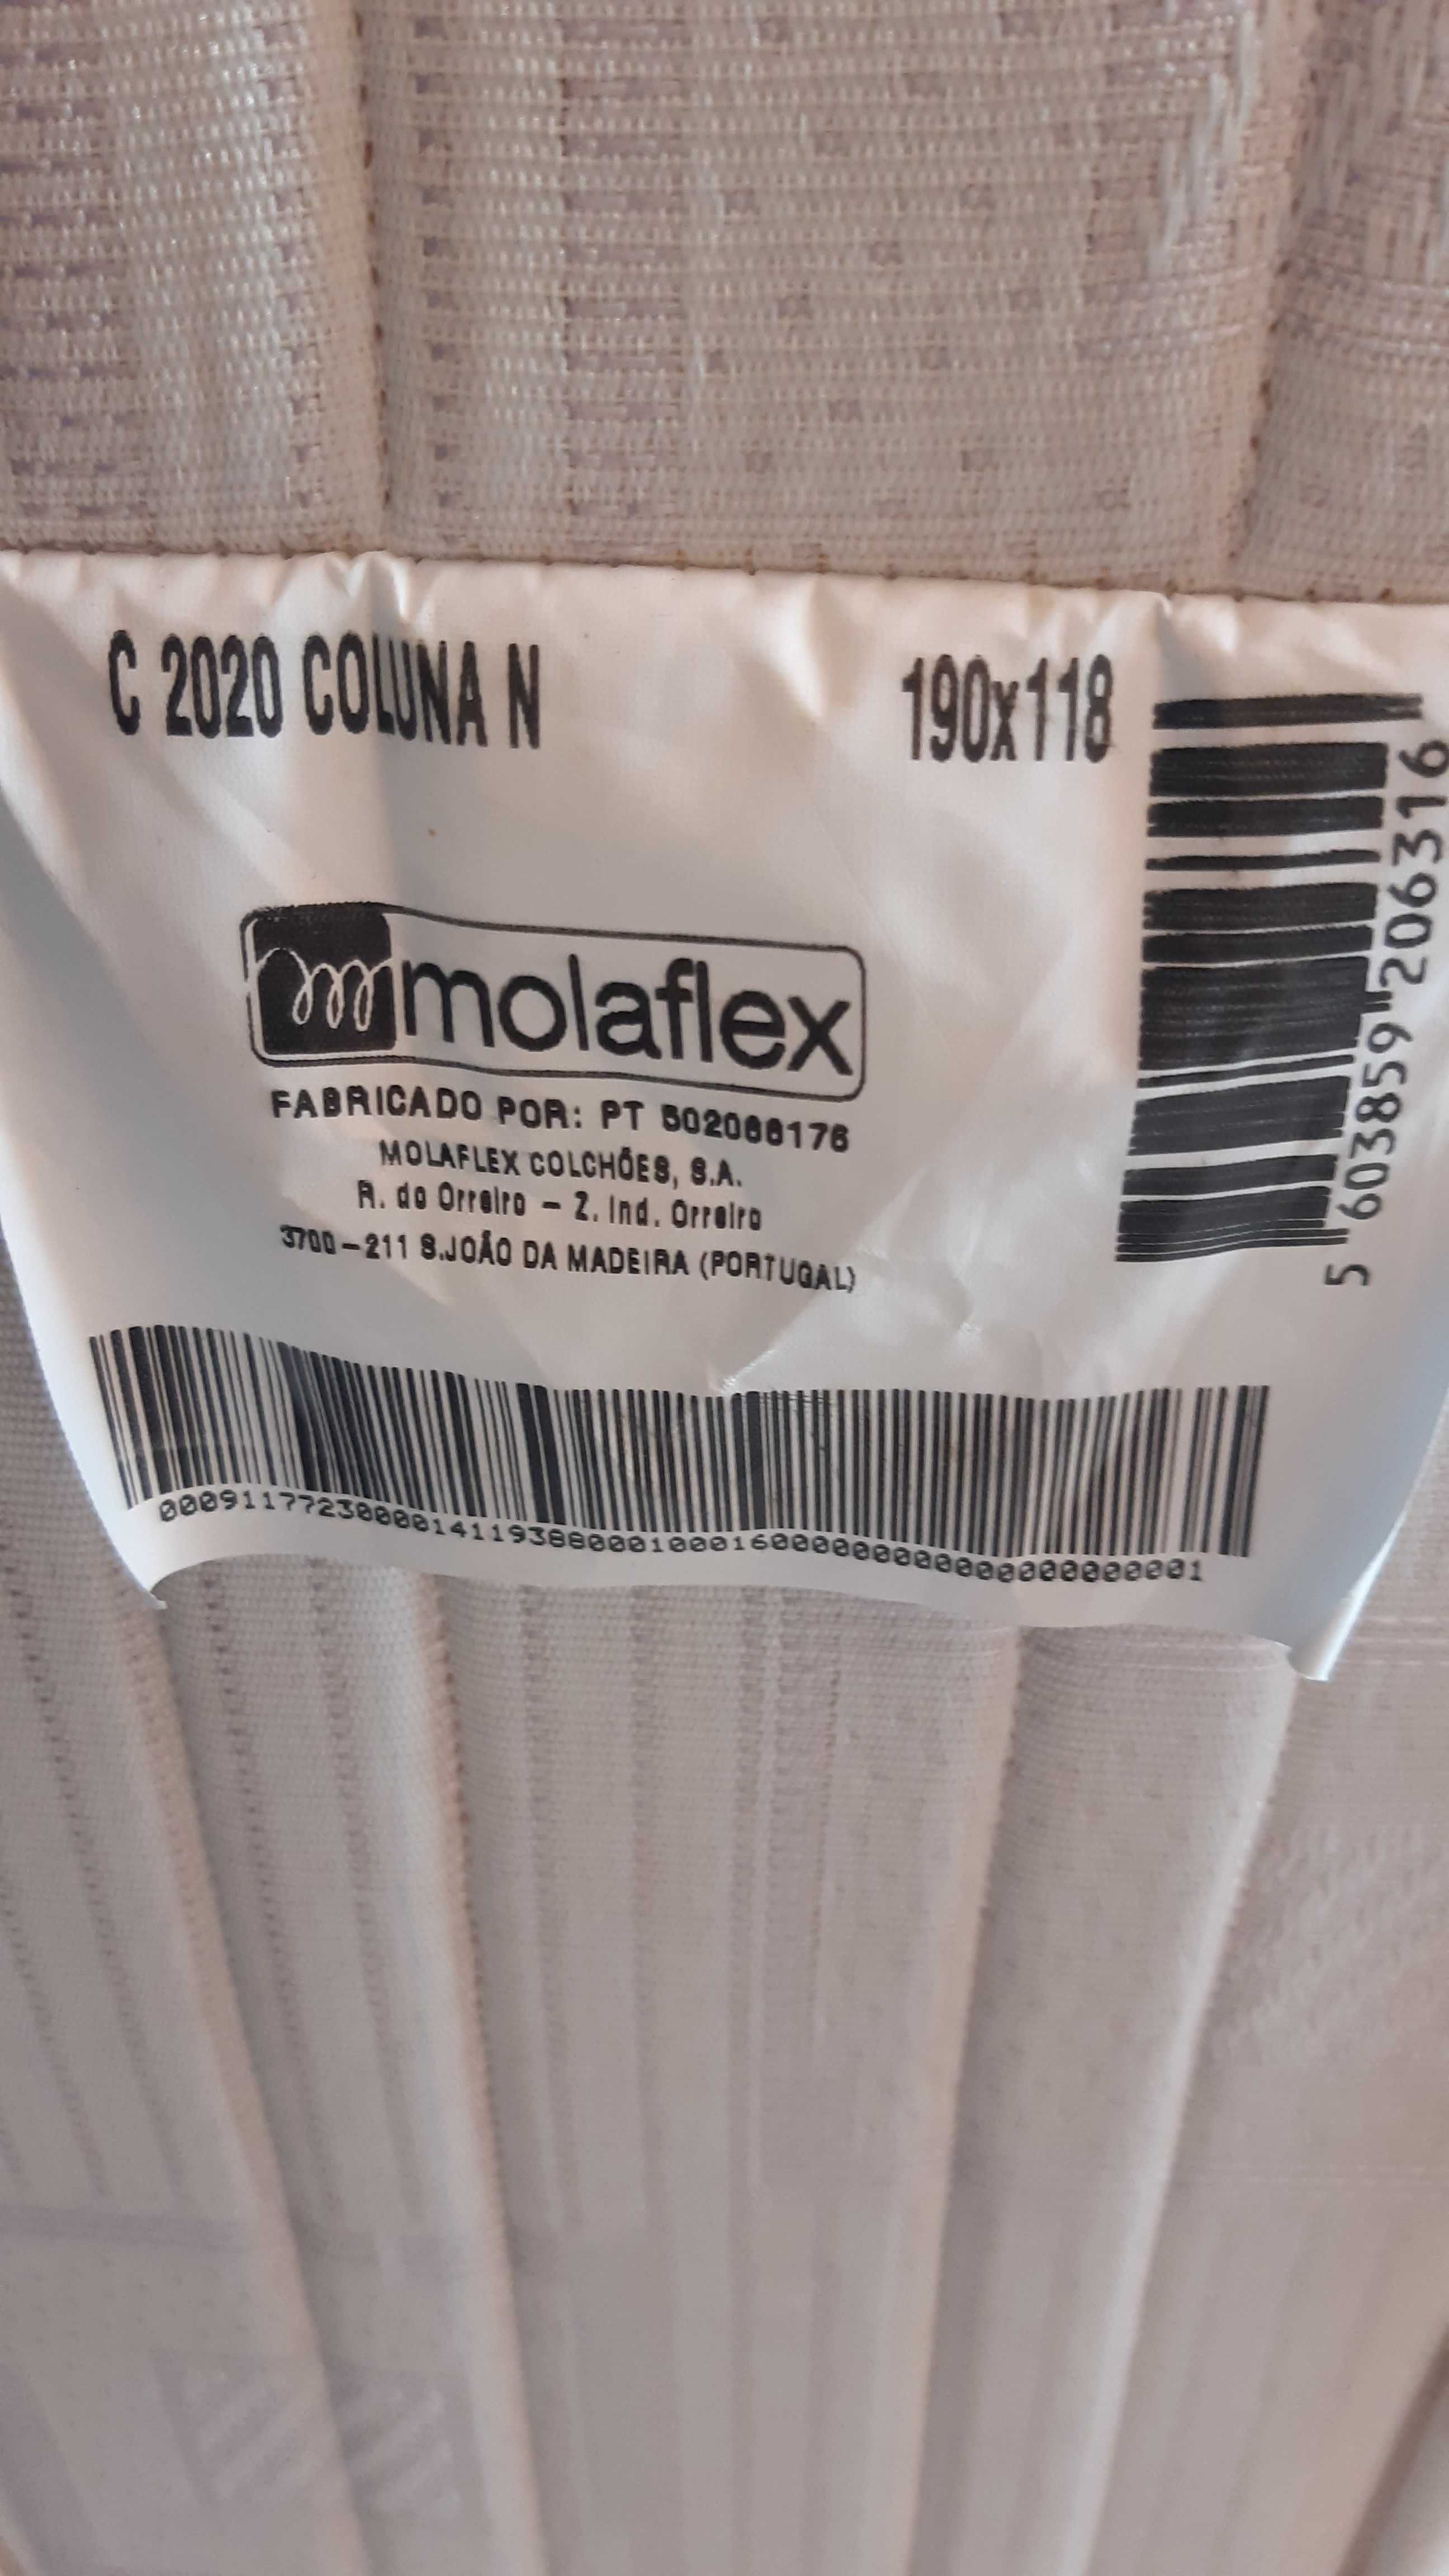 C 2020 COLUNA N 190x118
molaflex
FABRICADO POR: PT 502066176
MOLAFLEX COLCHÕES, S.A.
R. do Orreiro – Z. Ind. Orreiro
3700-211 S.JOÃO DA MADEIRA (PORTUGAL)
5 603859 206316